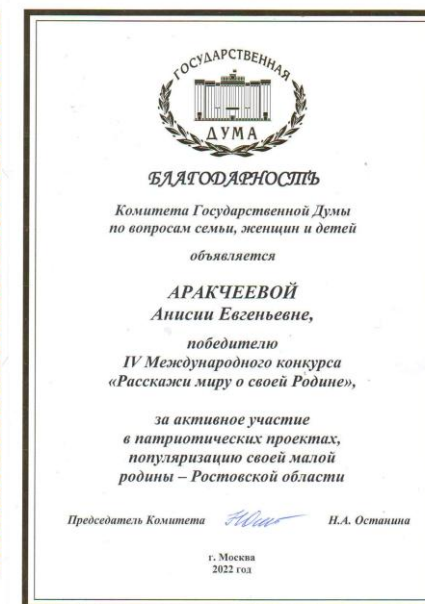 ГОСУДАРСТВЕННАЯ
ДУМА
БЛАГОДАРНОСТЬ
Комитета Государственной Думы
по вопросам семьи, женщин и детей
объявляется
АРАКЧЕЕВОЙ
Анисии Евгеньевне,
победителю
IV Международного конкурса
«Расскажи миру о своей Родине»,
за активное участие
в патриотических проектах,
популяризацию своей малой
родины – Ростовской области
Председатель Комитета Н.А. Останина
г. Москва
2022 год